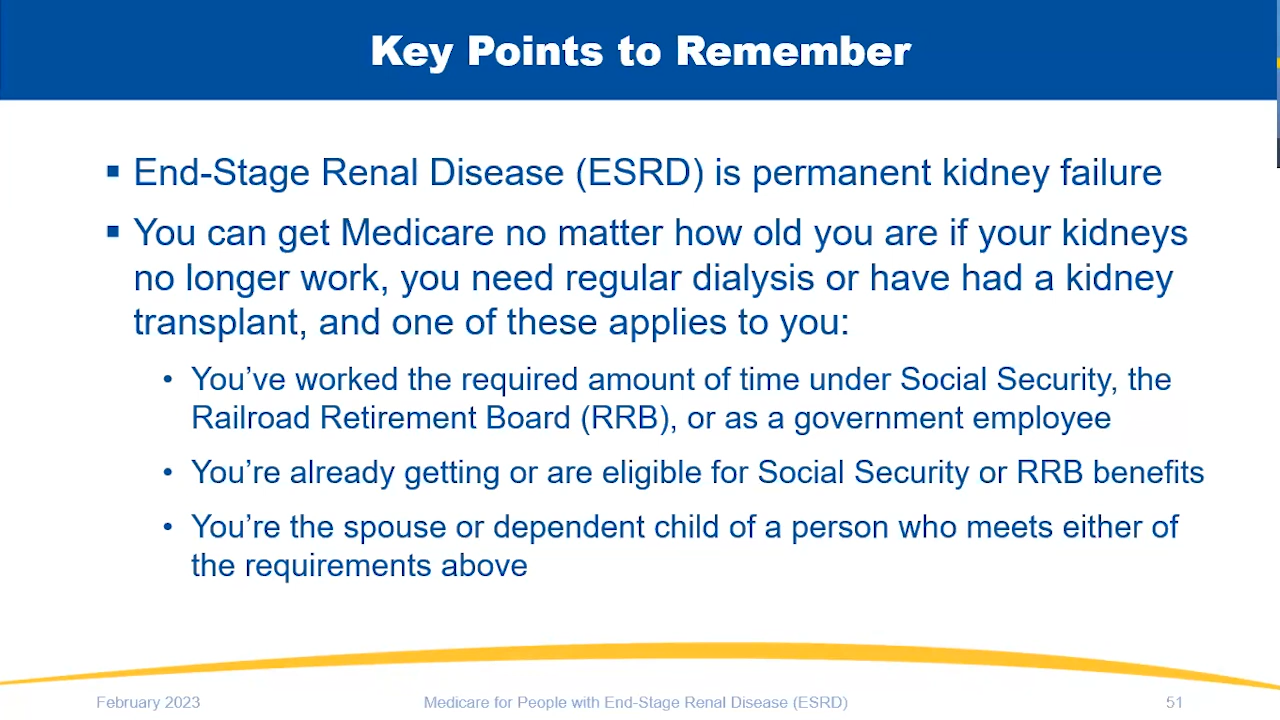 Key Points to Remember
▪ End-Stage Renal Disease (ESRD) is permanent kidney failure
▪ You can get Medicare no matter how old you are if your kidneys
no longer work, you need regular dialysis or have had a kidney
transplant, and one of these applies to you:
• You’ve worked the required amount of time under Social Security, the
Railroad Retirement Board (RRB), or as a government employee
• You’re already getting or are eligible for Social Security or RRB benefits
• You’re the spouse or dependent child of a person who meets either of
the requirements above
February 2023
Medicare for People with End-Stage Renal Disease (ESRD)
51